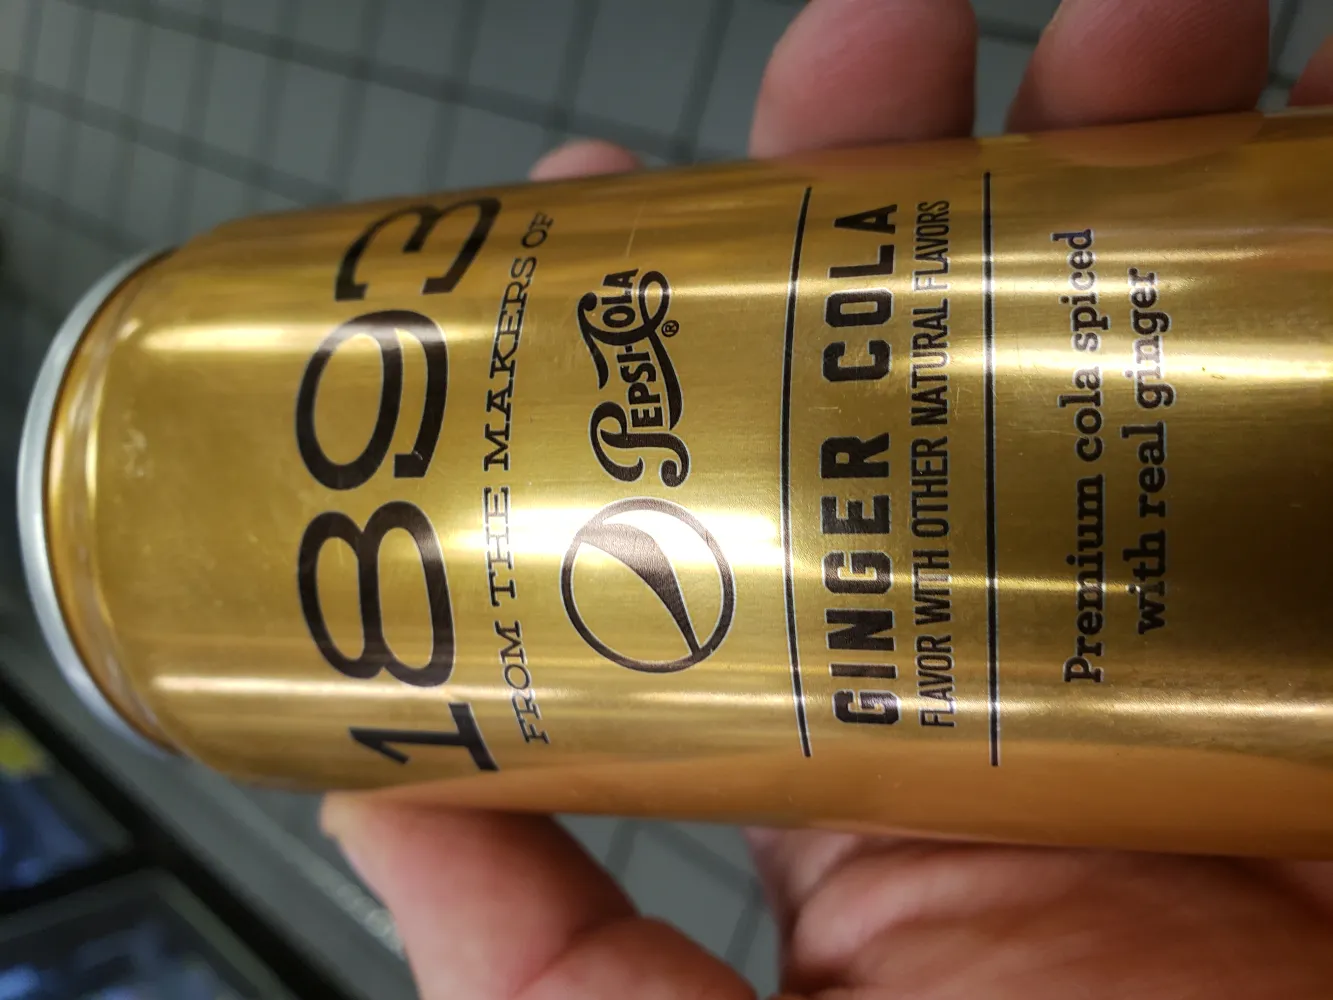 1893
FROM THE MAKERS OF
PEPSI-COLA®
GINGER COLA
FLAVOR WITH OTHER NATURAL FLAVORS
Premium cola spiced
with real ginger